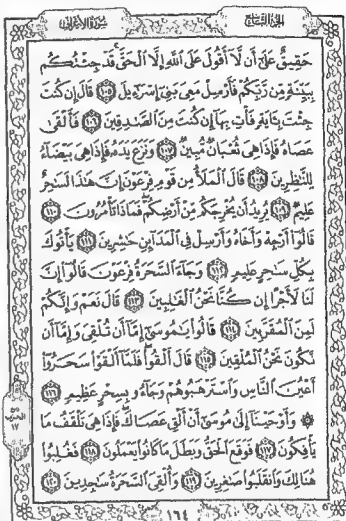 الجزء التاسع
سورة الأعراف
حَقِيقٌ عَلَىٰٓ أَن لَّآ أَقُولَ عَلَى ٱللَّهِ إِلَّا ٱلْحَقَّ قَدْ جِئْتُكُم
بِبَيِّنَةٍ مِّن رَّبِّكُمْ فَأَرْسِلْ مَعِىَ بَنِىٓ إِسْرَٰٓءِيلَ ١٠٥ قَالَ إِن كُنتَ
جِئْتَ بِـَٔايَةٍ فَأْتِ بِهَآ إِن كُنتَ مِنَ ٱلصَّٰدِقِينَ ١٠٦ فَأَلْقَىٰ
عَصَاهُ فَإِذَا هِىَ ثُعْبَانٌ مُّبِينٌ ١٠٧ وَنَزَعَ يَدَهُۥ فَإِذَا هِىَ بَيْضَآءُ
لِلنَّٰظِرِينَ ١٠٨ قَالَ ٱلْمَلَأُ مِن قَوْمِ فِرْعَوْنَ إِنَّ هَٰذَا لَسَٰحِرٌ
عَلِيمٌ ١٠٩ يُرِيدُ أَن يُخْرِجَكُم مِّنْ أَرْضِكُمْ فَمَاذَا تَأْمُرُونَ ١١٠
قَالُوٓا۟ أَرْجِهْ وَأَخَاهُ وَأَرْسِلْ فِى ٱلْمَدَآئِنِ حَٰشِرِينَ ١١١ يَأْتُوكَ
بِكُلِّ سَٰحِرٍ عَلِيمٍ ١١٢ وَجَآءَ ٱلسَّحَرَةُ فِرْعَوْنَ قَالُوٓا۟ إِنَّ
لَنَا لَأَجْرًا إِن كُنَّا نَحْنُ ٱلْغَٰلِبِينَ ١١٣ قَالَ نَعَمْ وَإِنَّكُمْ
لَمِنَ ٱلْمُقَرَّبِينَ ١١٤ قَالُوا۟ يَٰمُوسَىٰٓ إِمَّآ أَن تُلْقِىَ وَإِمَّآ أَن
نَّكُونَ نَحْنُ ٱلْمُلْقِينَ ١١٥ قَالَ أَلْقُوا۟ فَلَمَّآ أَلْقَوْا۟ سَحَرُوٓا۟
أَعْيُنَ ٱلنَّاسِ وَٱسْتَرْهَبُوهُمْ وَجَآءُو بِسِحْرٍ عَظِيمٍ ١١٦
۞ وَأَوْحَيْنَآ إِلَىٰ مُوسَىٰٓ أَنْ أَلْقِ عَصَاكَ فَإِذَا هِىَ تَلْقَفُ مَا
يَأْفِكُونَ ١١٧ فَوَقَعَ ٱلْحَقُّ وَبَطَلَ مَا كَانُوا۟ يَعْمَلُونَ ١١٨ فَغُلِبُوا۟
هُنَالِكَ وَٱنقَلَبُوا۟ صَٰغِرِينَ ١١٩ وَأُلْقِىَ ٱلسَّحَرَةُ سَٰجِدِينَ ١٢٠
الحزب
١٧
١٦٤